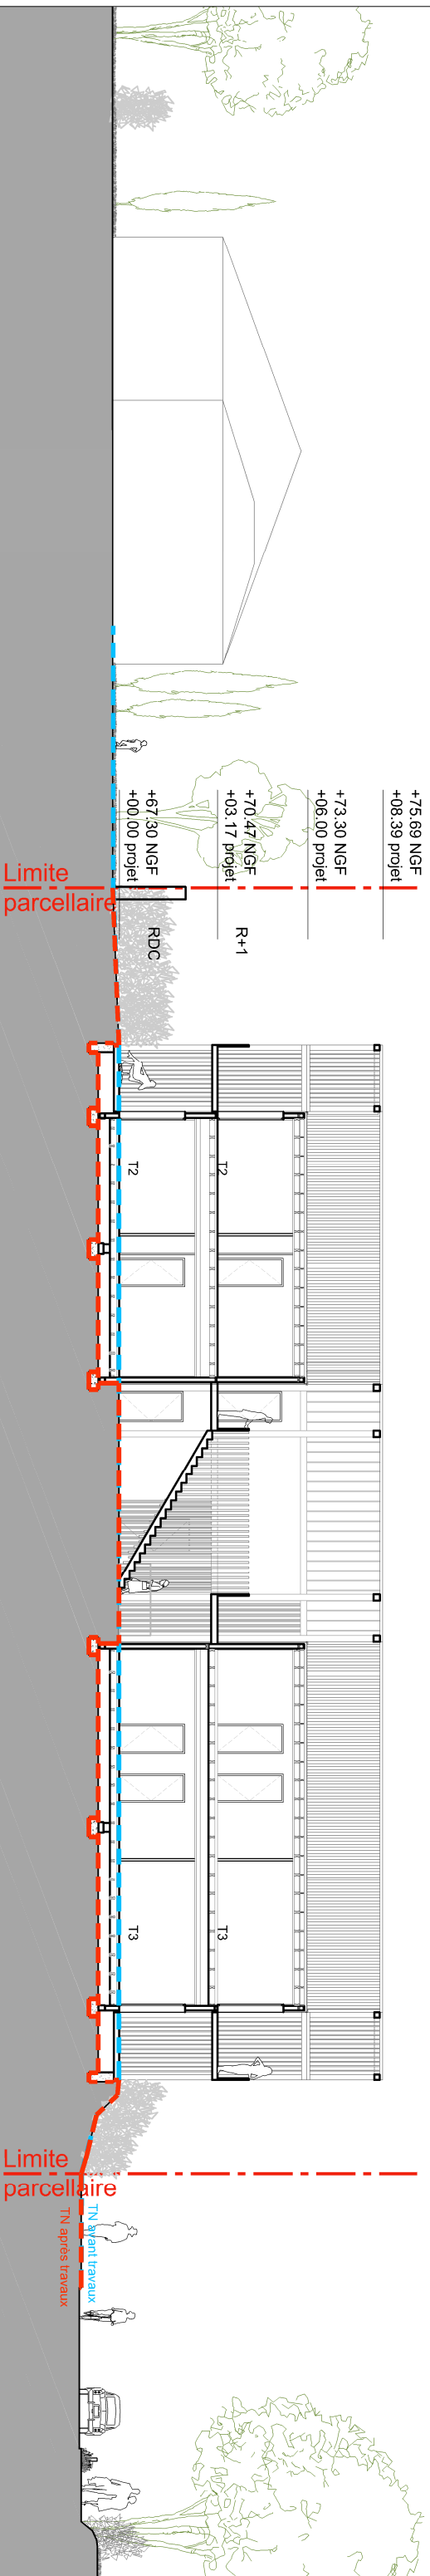 +75.69 NGF
+08.39 projet
+73.30 NGF
+06.00 projet
+70.47 NGF
+03.17 projet
+67.30 NGF
+00.00 projet
R+1
RDC
Limite
parcellaire
T2
T2
T3
T3
Limite
parcellaire
TN avant travaux
TN après travaux